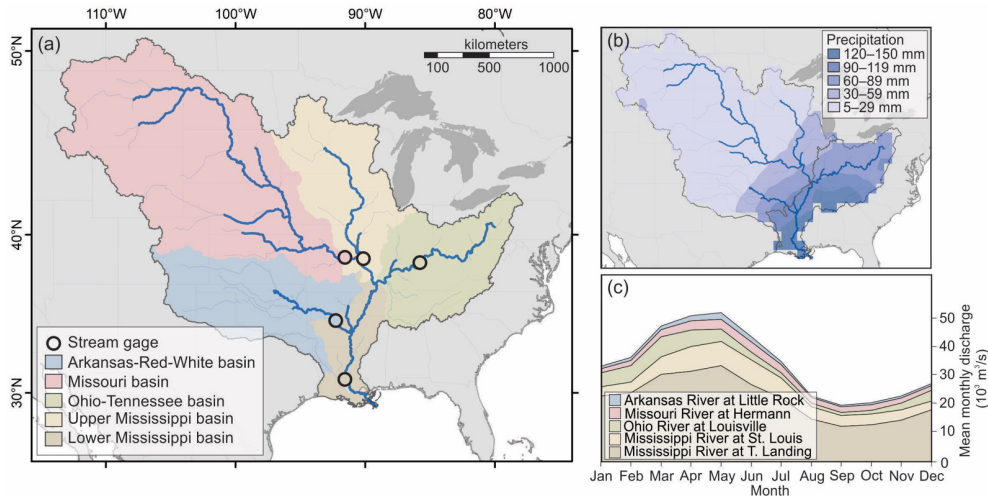 110°W 100°W 90°W 80°W
(a)
kilometers
100 500 1000
50°N
40°N
30°N
Stream gage
Arkansas-Red-White basin
Missouri basin
Ohio-Tennessee basin
Upper Mississippi basin
Lower Mississippi basin
(b)
Precipitation
120–150 mm
90–119 mm
60–89 mm
30–59 mm
5–29 mm
(c)
Arkansas River at Little Rock
Missouri River at Hermann
Ohio River at Louisville
Mississippi River at St. Louis
Mississippi River at T. Landing
50
40
30
20
10
0
Mean monthly discharge
(10³ m³/s)
Jan Feb Mar Apr May Jun Jul Aug Sep Oct Nov Dec
Month